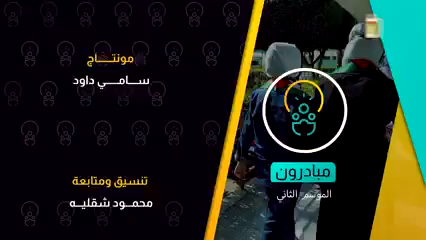 مونتاج
سامي داود
تنسيق ومتابعة
محمود شقليه
مبادرون
الموسم الثاني